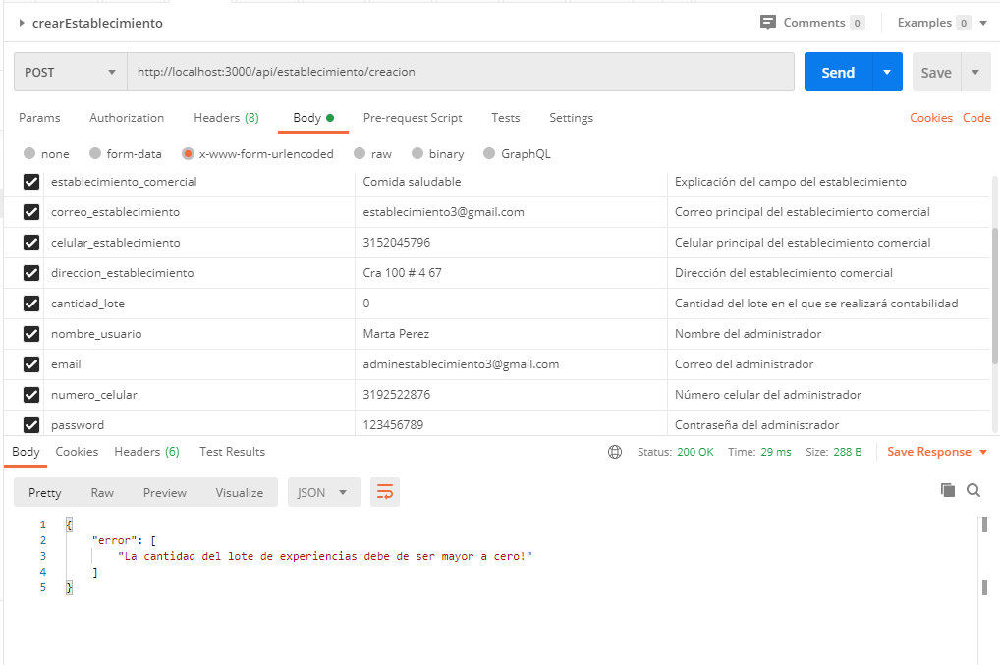 crearEstablecimiento Comments 0 Examples 0
POST http://localhost:3000/api/establecimiento/creacion Send Save
Params Authorization Headers (8) Body Pre-request Script Tests Settings Cookies Code
none form-data x-www-form-urlencoded raw binary GraphQL
establecimiento_comercial Comida saludable Explicación del campo del establecimiento
correo_establecimiento establecimiento3@gmail.com Correo principal del establecimiento comercial
celular_establecimiento 3152045796 Celular principal del establecimiento comercial
direccion_establecimiento Cra 100 # 4 67 Dirección del establecimiento comercial
cantidad_lote 0 Cantidad del lote en el que se realizará contabilidad
nombre_usuario Marta Perez Nombre del administrador
email adminestablecimiento3@gmail.com Correo del administrador
numero_celular 3192522876 Número celular del administrador
password 123456789 Contraseña del administrador
Body Cookies Headers (6) Test Results Status: 200 OK Time: 29 ms Size: 288 B Save Response
Pretty Raw Preview Visualize JSON
1 {
2 "error": [
3 "La cantidad del lote de experiencias debe de ser mayor a cero!"
4 ]
5 }